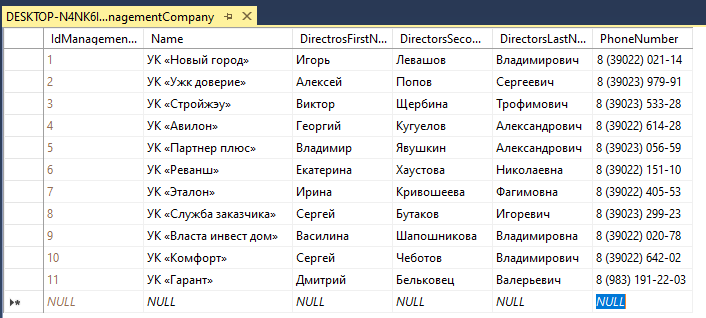 DESKTOP-N4NK6I...nagementCompany
IdManagemen... Name DirectrosFirstN... DirectorsSeco... DirectorsLastN... PhoneNumber
1 УК «Новый город» Игорь Левашов Владимирович 8 (39022) 021-14
2 УК «Ужк доверие» Алексей Попов Сергеевич 8 (39023) 979-91
3 УК «Стройжэу» Виктор Щербина Трофимович 8 (39023) 533-28
4 УК «Авилон» Георгий Кугуелов Александрович 8 (39022) 614-28
5 УК «Партнер плюс» Владимир Явушкин Александрович 8 (39023) 056-59
6 УК «Реванш» Екатерина Хаустова Николаевна 8 (39022) 151-10
7 УК «Эталон» Ирина Кривошеева Фагимовна 8 (39022) 405-53
8 УК «Служба заказчика» Сергей Бутаков Игоревич 8 (39023) 299-23
9 УК «Власта инвест дом» Василина Шапошникова Владимировна 8 (39022) 020-78
10 УК «Комфорт» Сергей Чеботов Владимирович 8 (39022) 642-02
11 УК «Гарант» Дмитрий Бельковец Валерьевич 8 (983) 191-22-03
NULL NULL NULL NULL NULL NULL